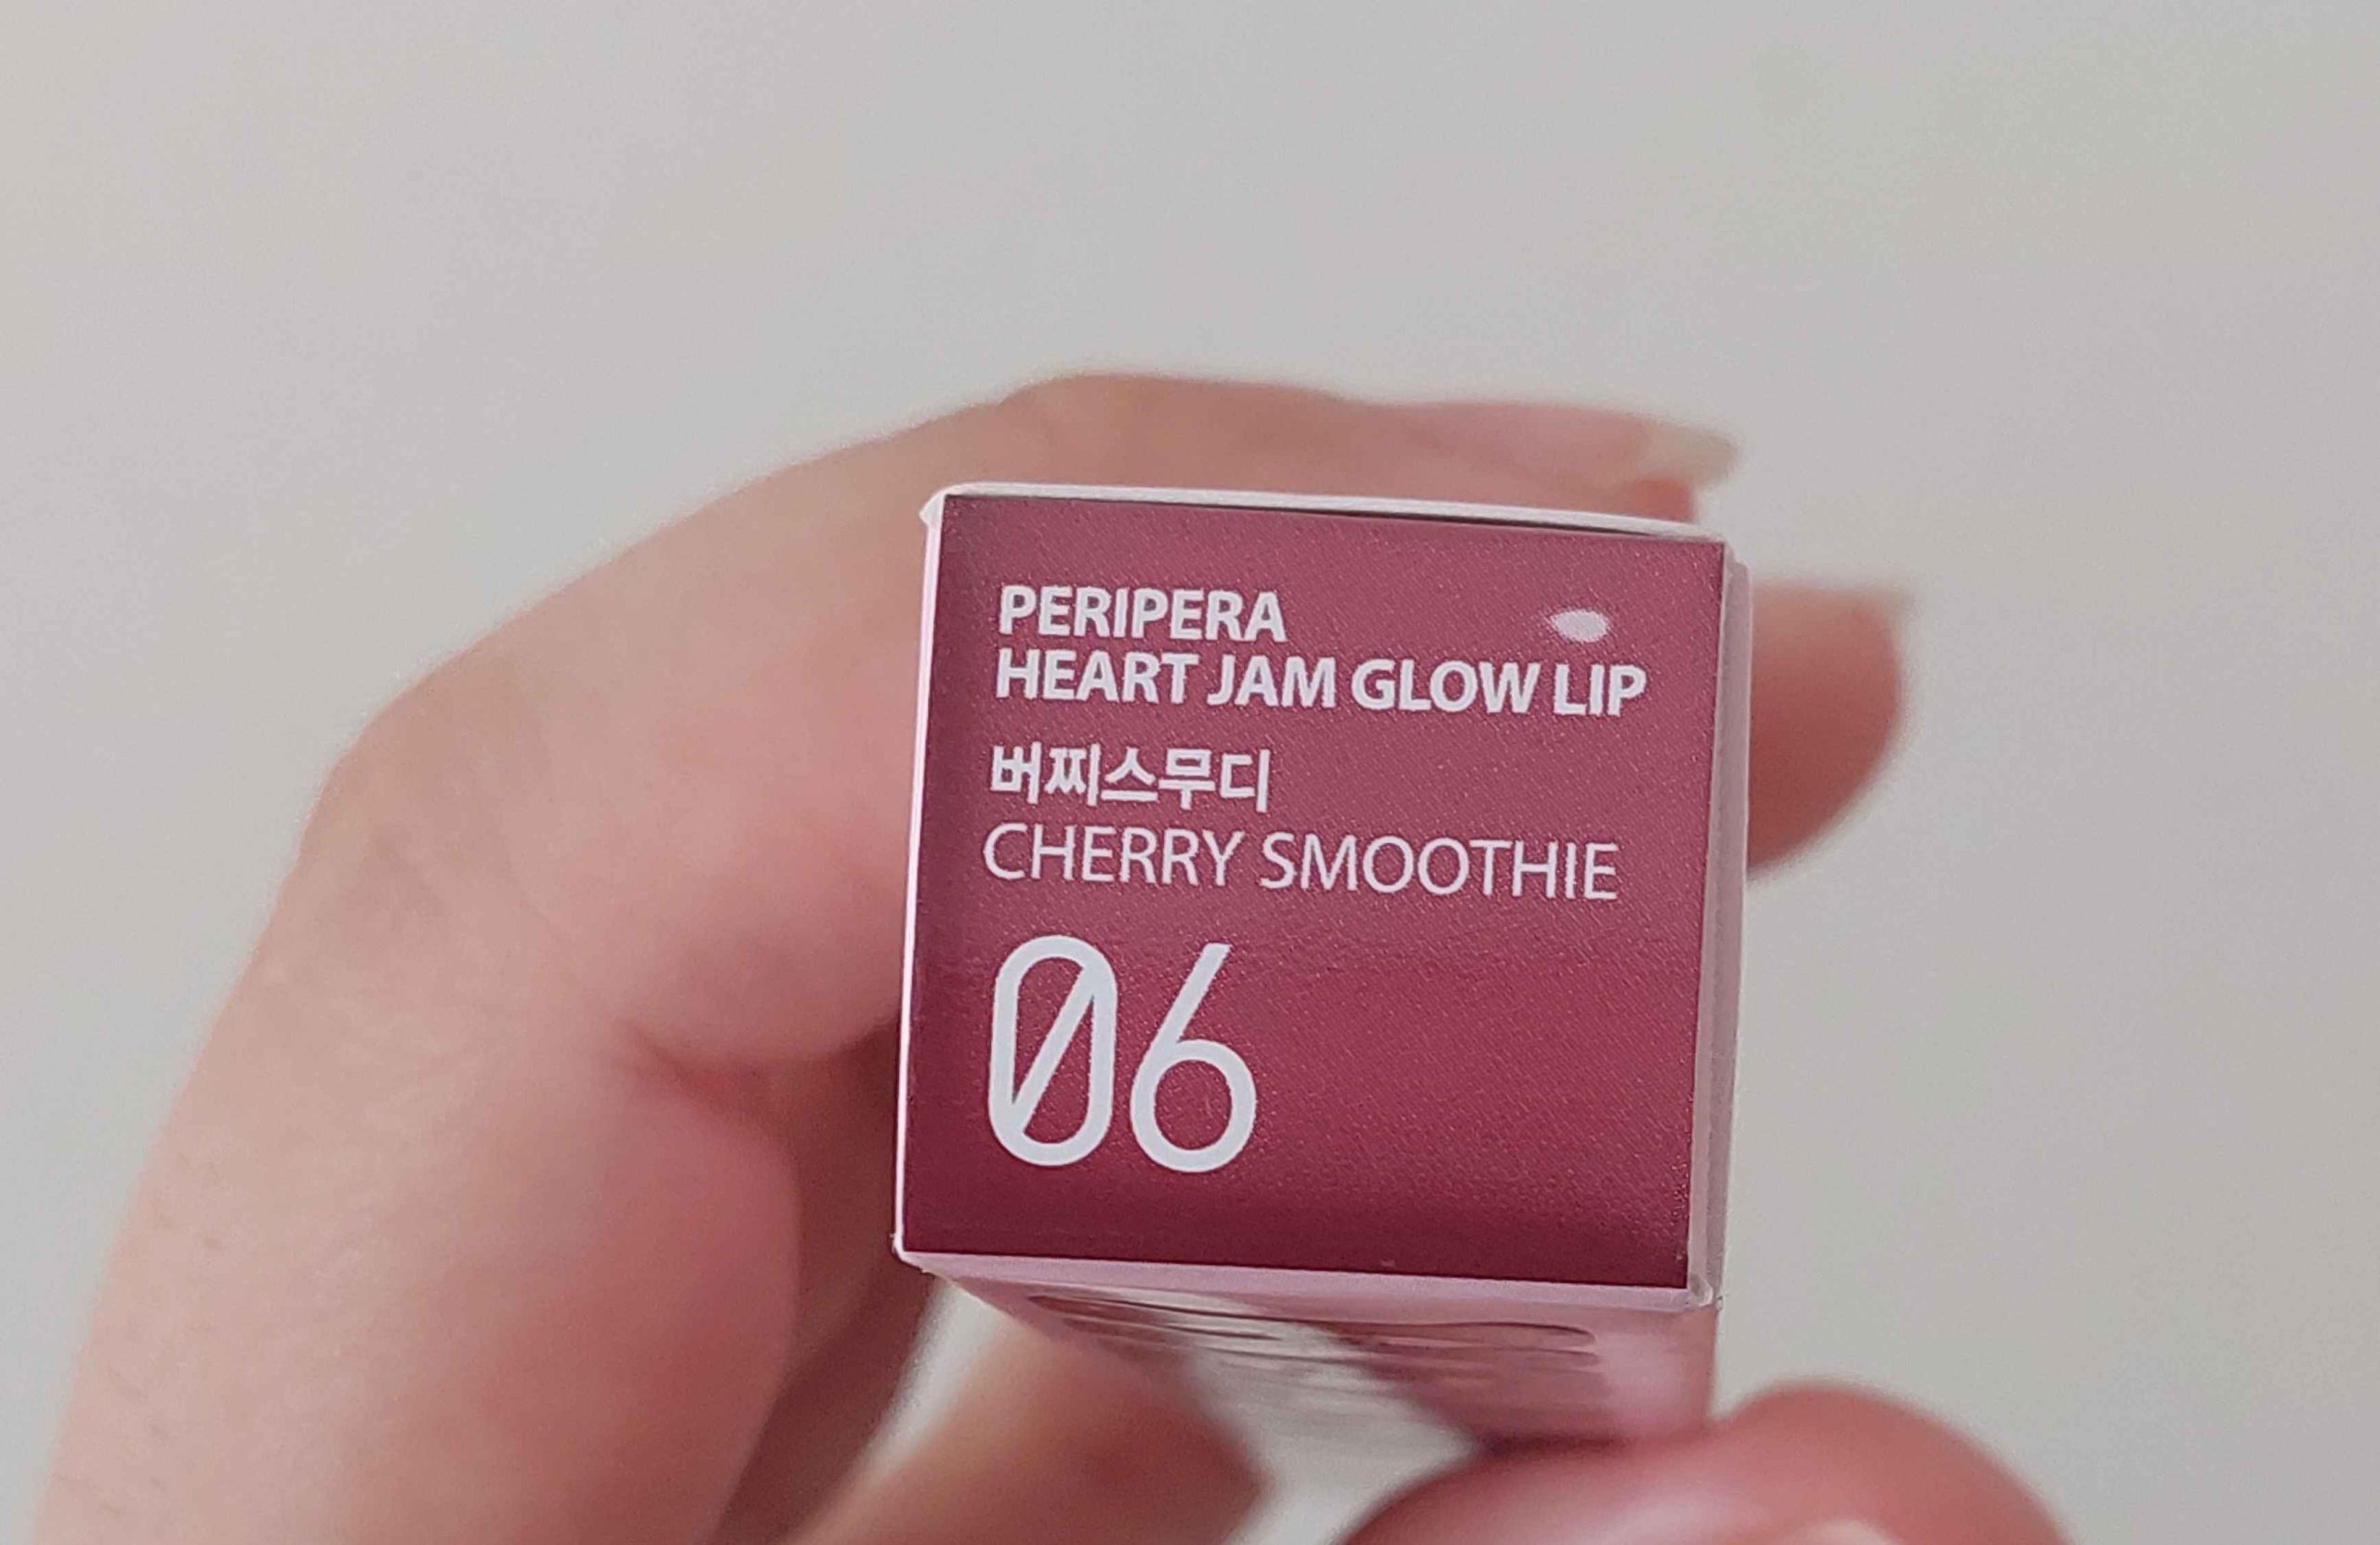 PERIPERA
HEART JAM GLOW LIP
버찌스무디
CHERRY SMOOTHIE
06